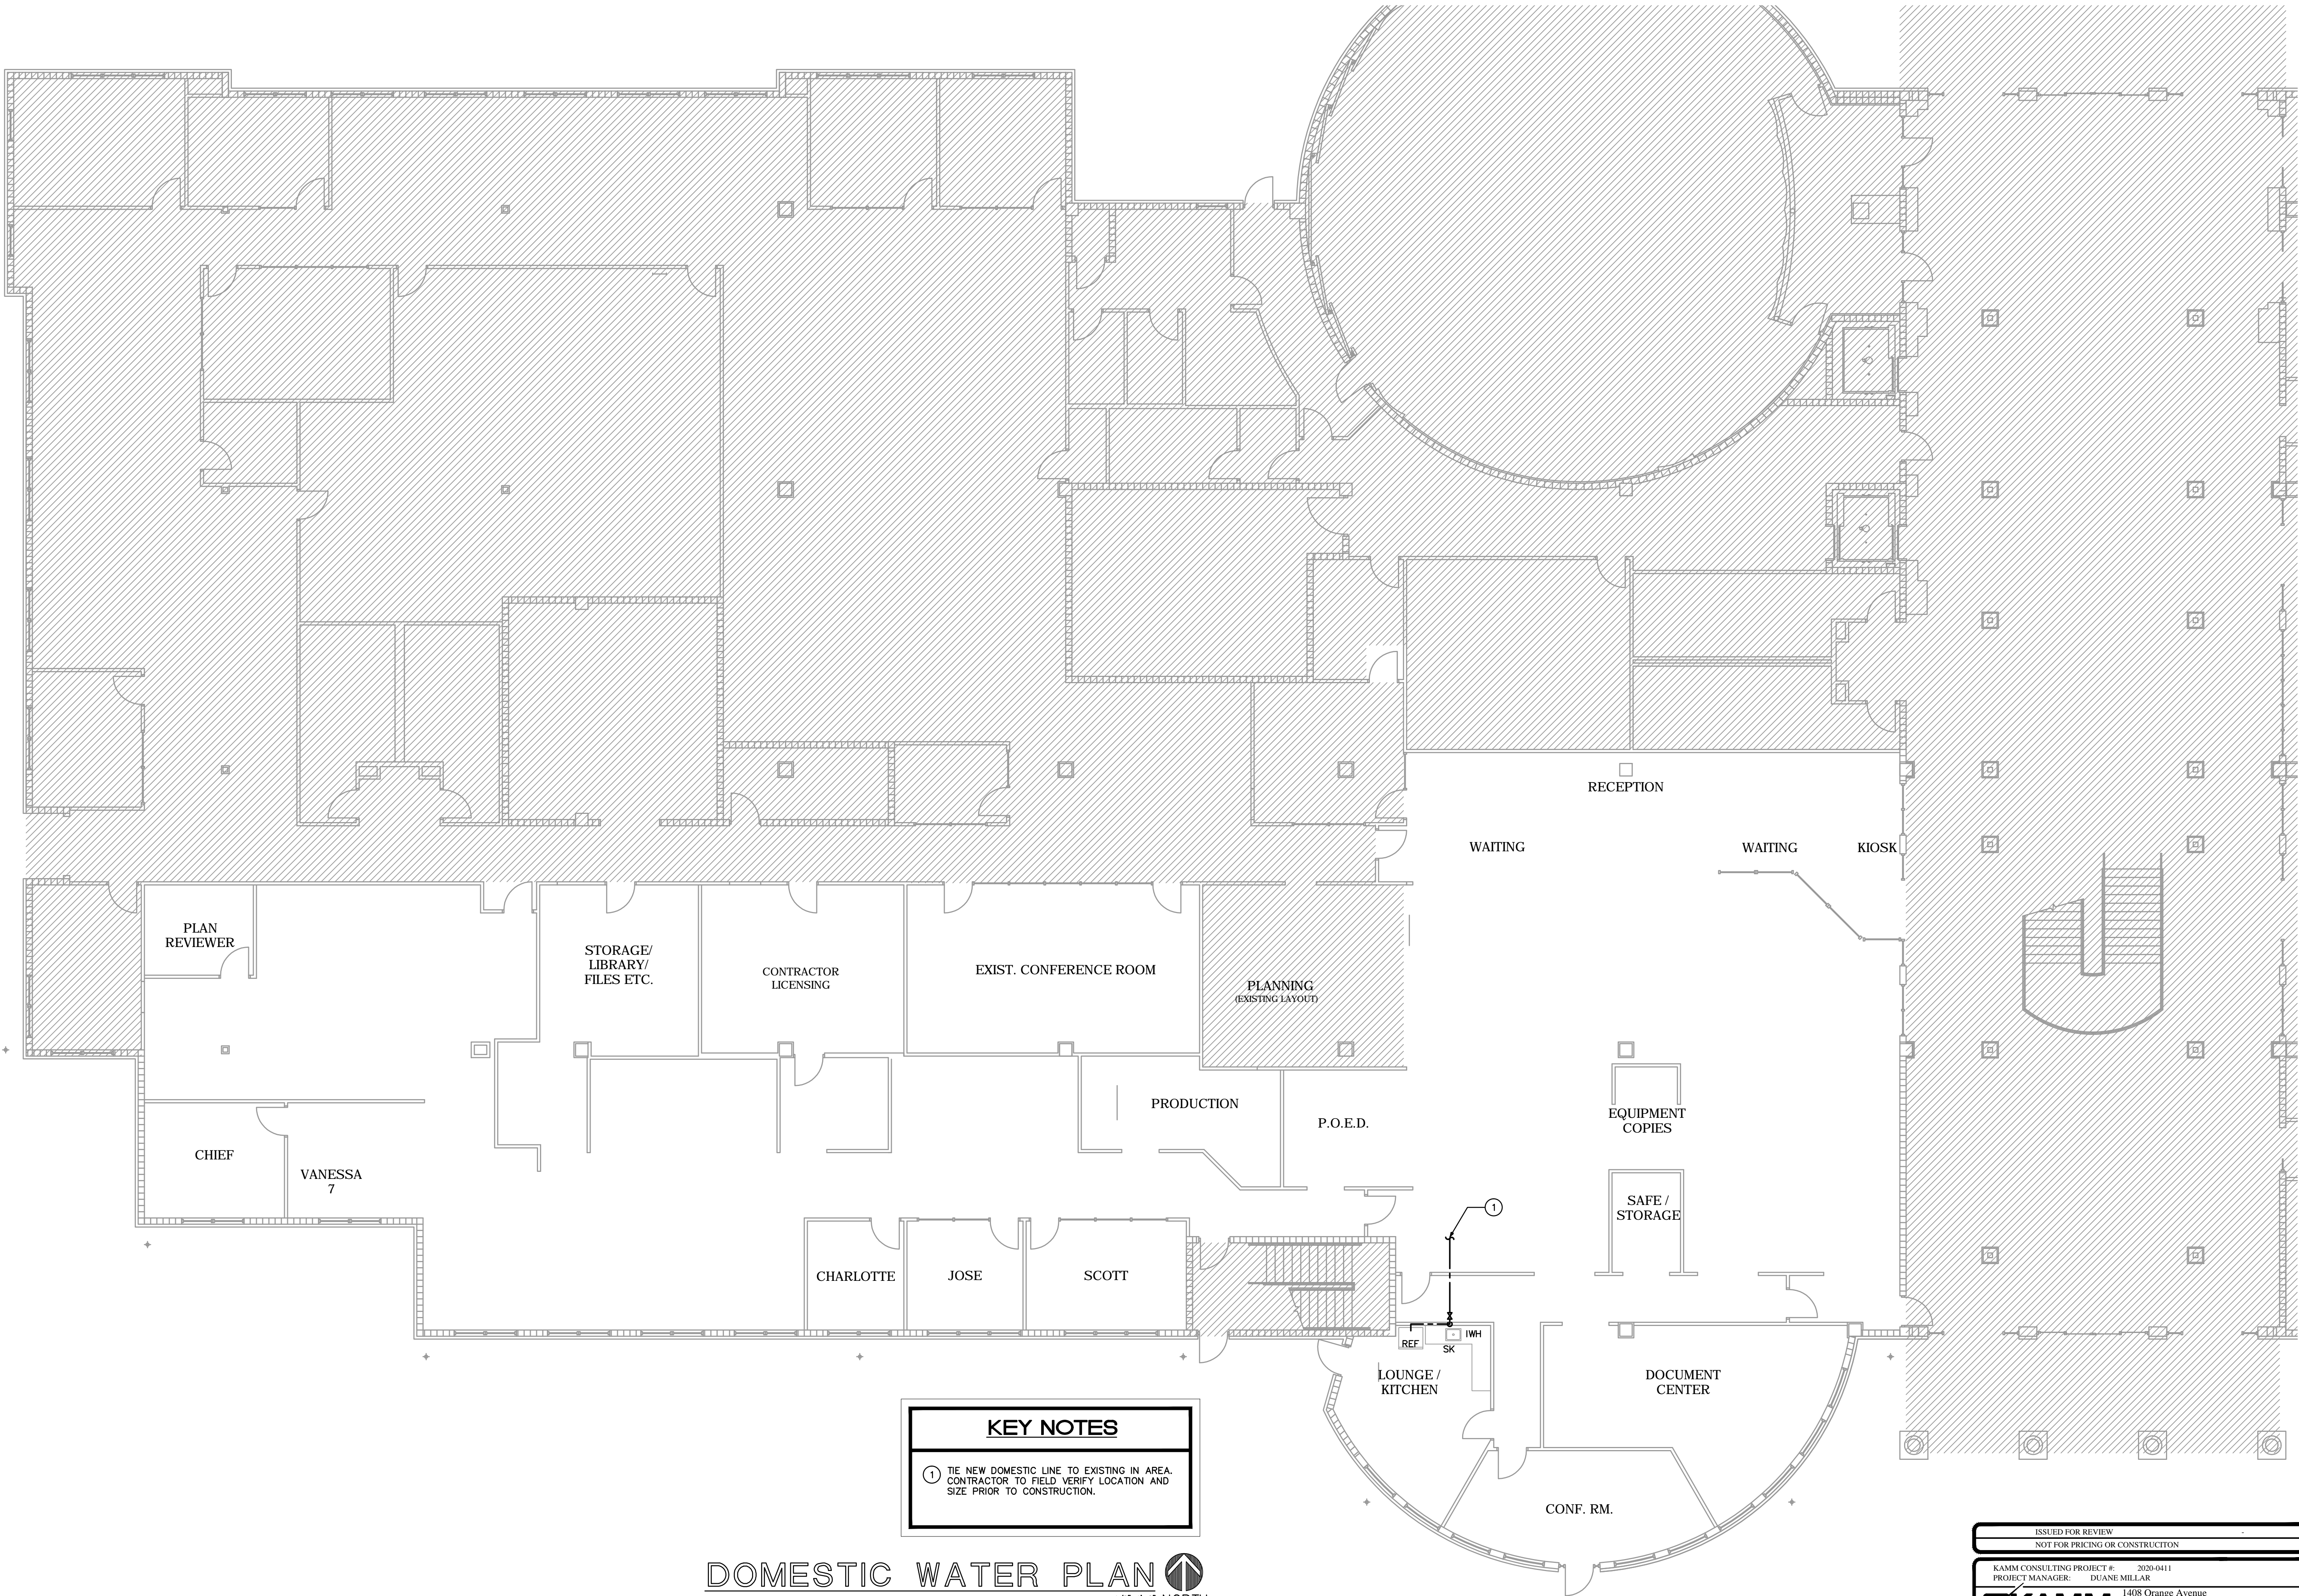 RECEPTION
WAITING
WAITING
KIOSK
PLAN
REVIEWER
STORAGE/
LIBRARY/
FILES ETC.
CONTRACTOR
LICENSING
EXIST. CONFERENCE ROOM
PLANNING
(EXISTING LAYOUT)
PRODUCTION
P.O.E.D.
EQUIPMENT
COPIES
CHIEF
VANESSA
7
SAFE /
STORAGE
1
CHARLOTTE
JOSE
SCOTT
REF
IWH
SK
LOUNGE /
KITCHEN
DOCUMENT
CENTER
CONF. RM.
KEY NOTES
1 TIE NEW DOMESTIC LINE TO EXISTING IN AREA.
CONTRACTOR TO FIELD VERIFY LOCATION AND
SIZE PRIOR TO CONSTRUCTION.
DOMESTIC WATER PLAN
NORTH
ISSUED FOR REVIEW -
NOT FOR PRICING OR CONSTRUCITON
KAMM CONSULTING PROJECT #: 2020-0411
PROJECT MANAGER: DUANE MILLAR
KAMM
1408 Orange Avenue